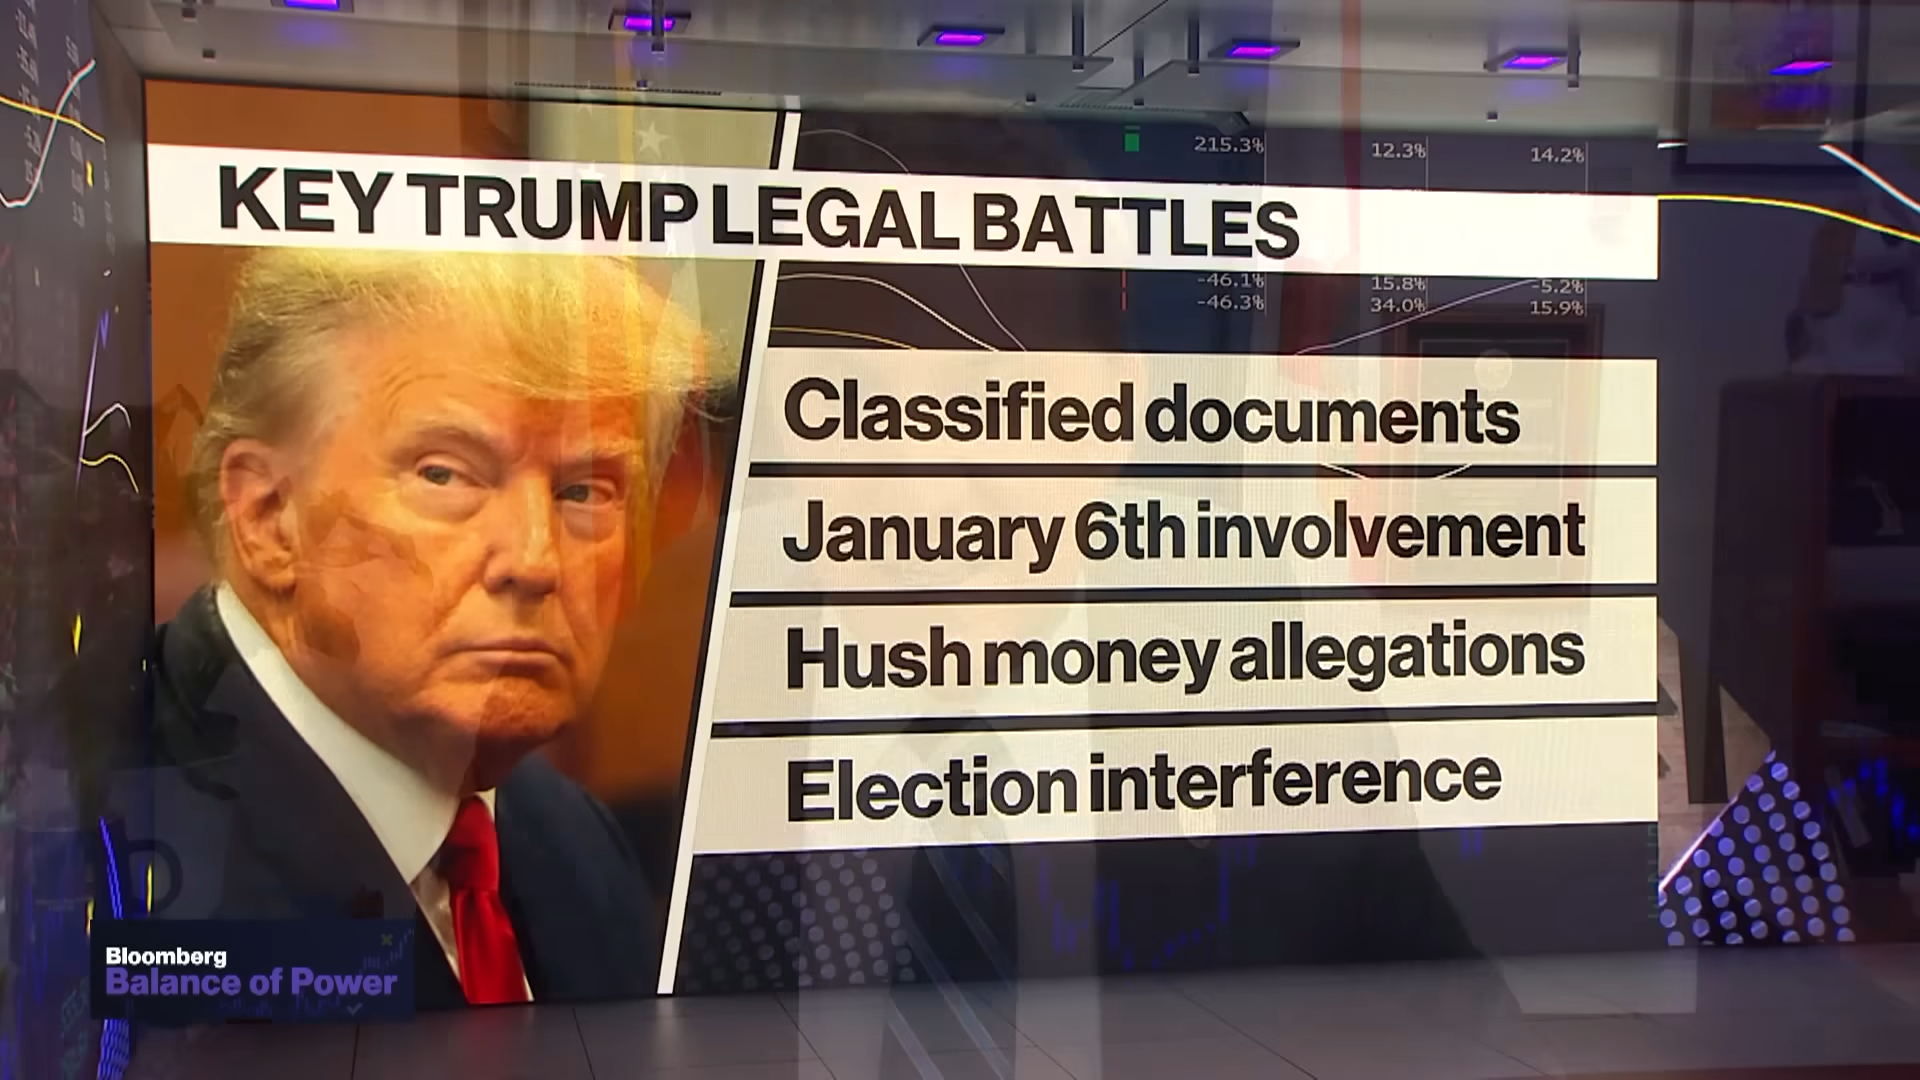 215.3% 12.3% 14.2%
KEY TRUMP LEGAL BATTLES
-46.1% 15.8% -5.2%
-46.3% 34.0% 15.9%
Classified documents
January 6th involvement
Hush money allegations
Election interference
Bloomberg
Balance of Power